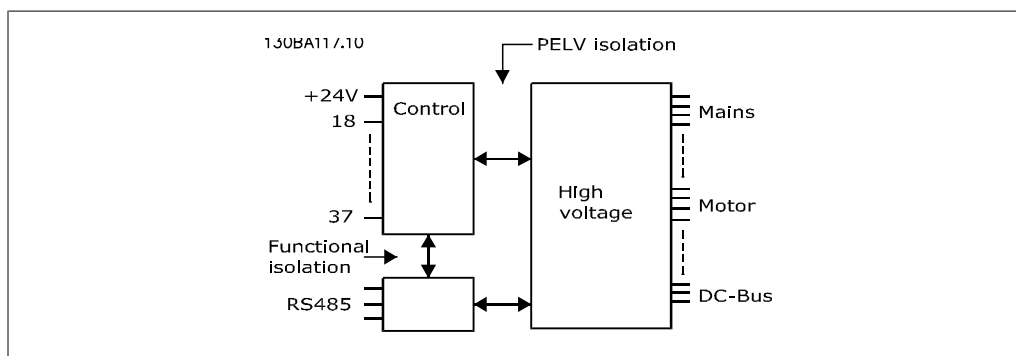 130BA117.10
PELV isolation
+24V
Control
18
Mains
High
voltage
37
Motor
Functional
isolation
RS485
DC-Bus